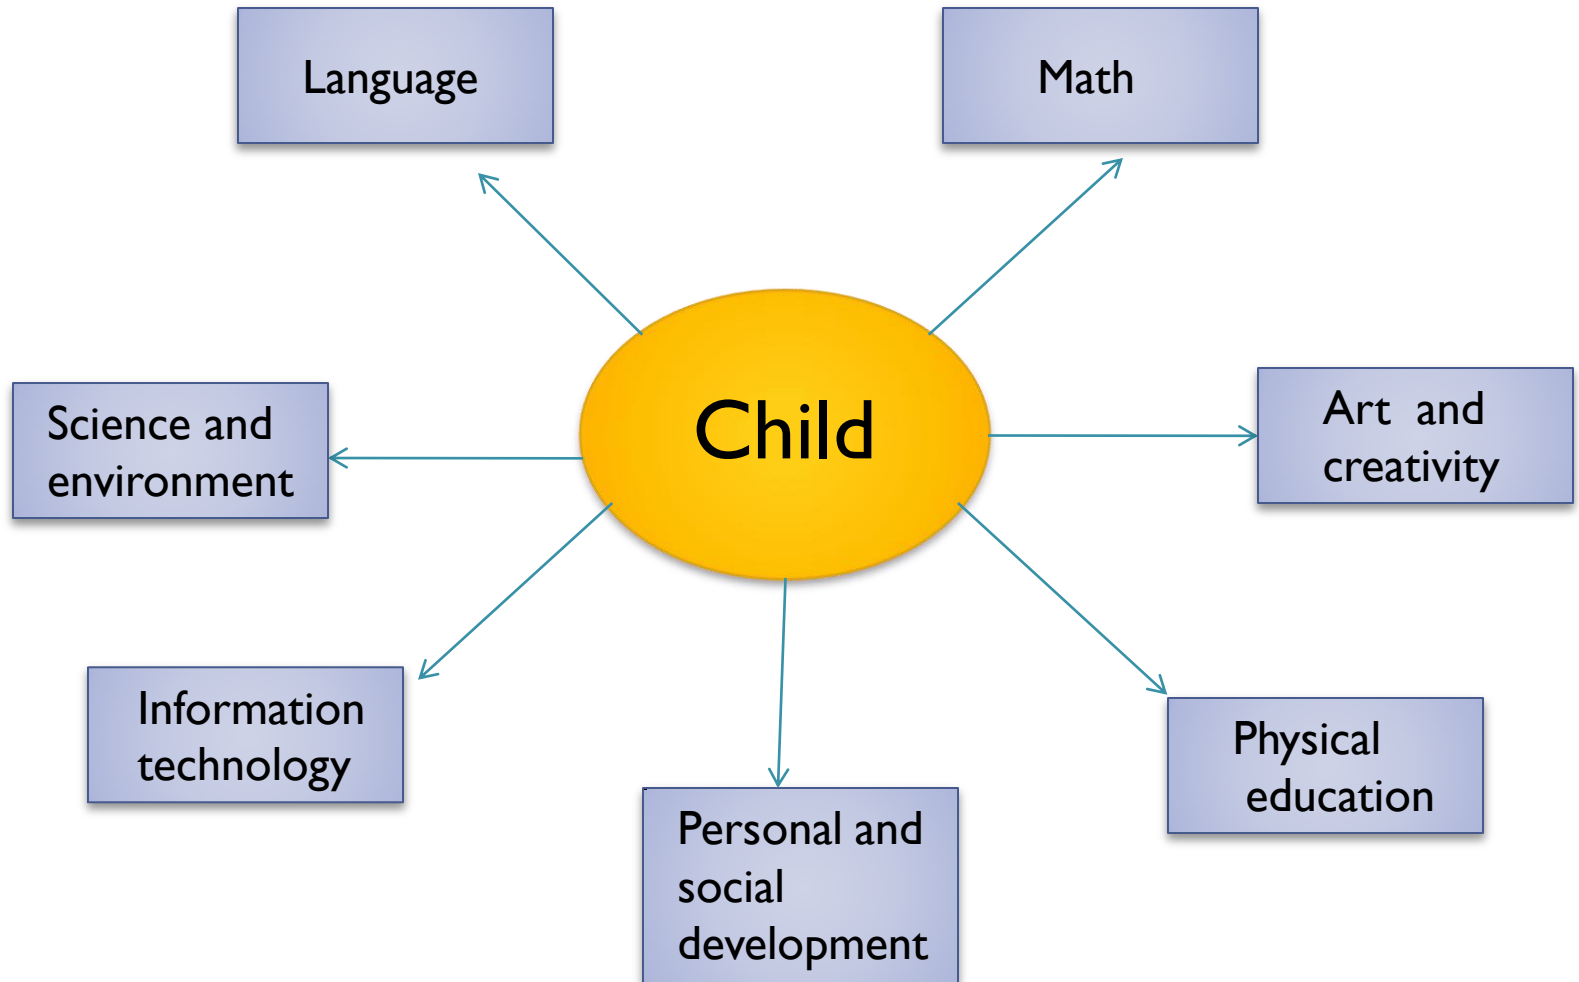 Language
Math
Child
Science and
environment
Art and
creativity
Information
technology
Physical
education
Personal and
social
development